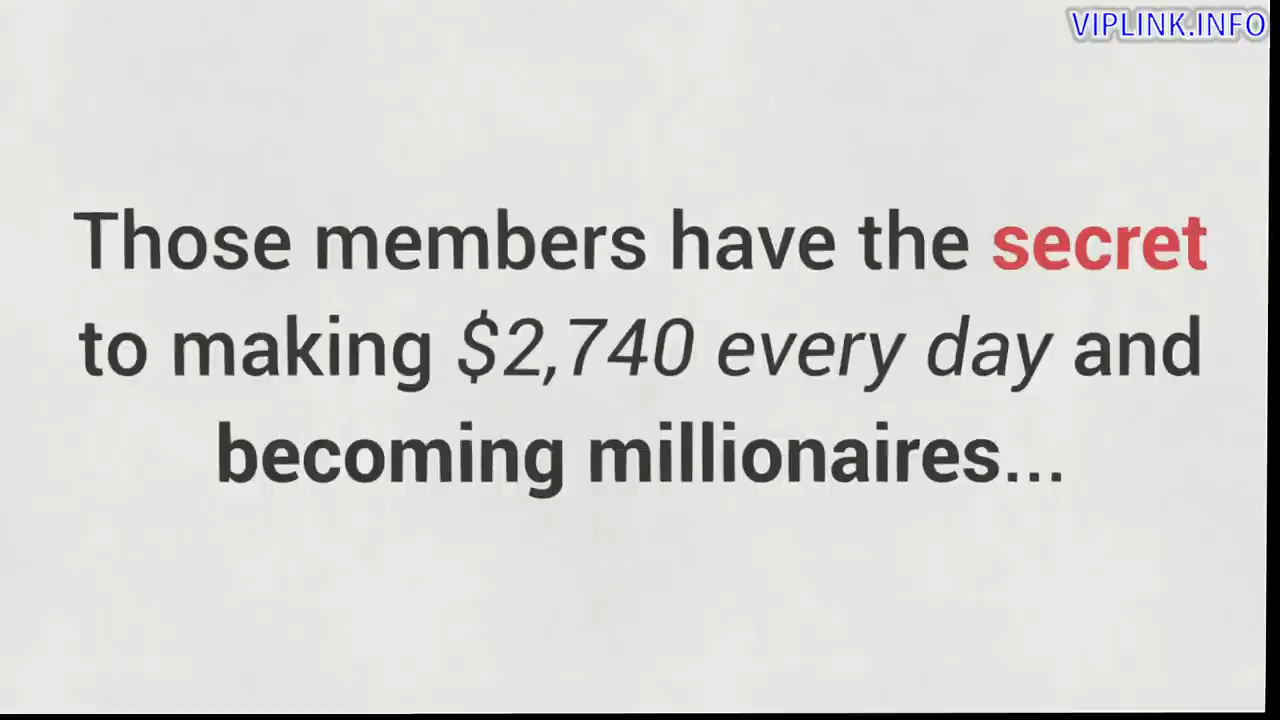 VIPLINK.INFO
Those members have the secret
to making $2,740 every day and
becoming millionaires...